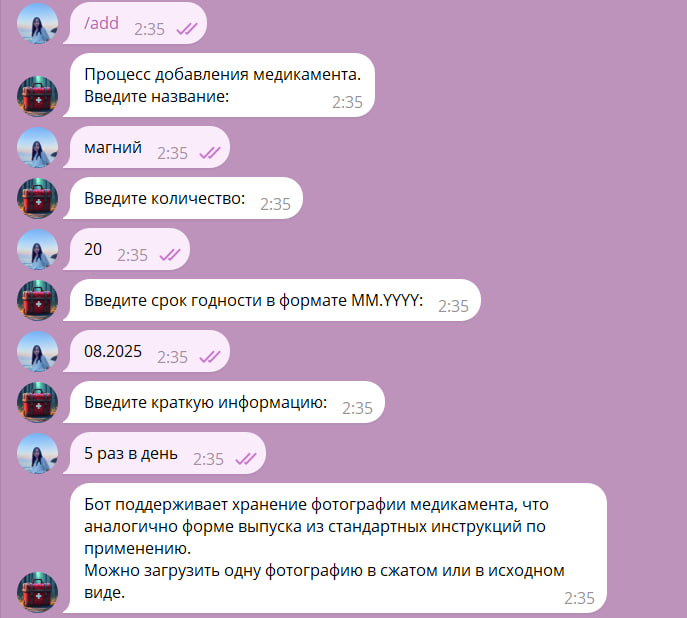 /add 2:35
Процесс добавления медикамента.
Введите название: 2:35
магний 2:35
Введите количество: 2:35
20 2:35
Введите срок годности в формате MM.YYYY: 2:35
08.2025 2:35
Введите краткую информацию: 2:35
5 раз в день 2:35
Бот поддерживает хранение фотографии медикамента, что
аналогично форме выпуска из стандартных инструкций по
применению.
Можно загрузить одну фотографию в сжатом или в исходном
виде. 2:35